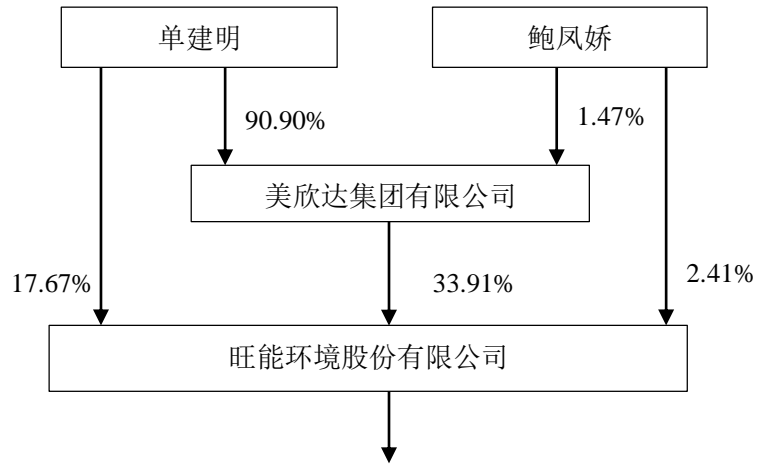 单建明
鲍凤娇
90.90%
1.47%
美欣达集团有限公司
17.67%
33.91%
2.41%
旺能环境股份有限公司